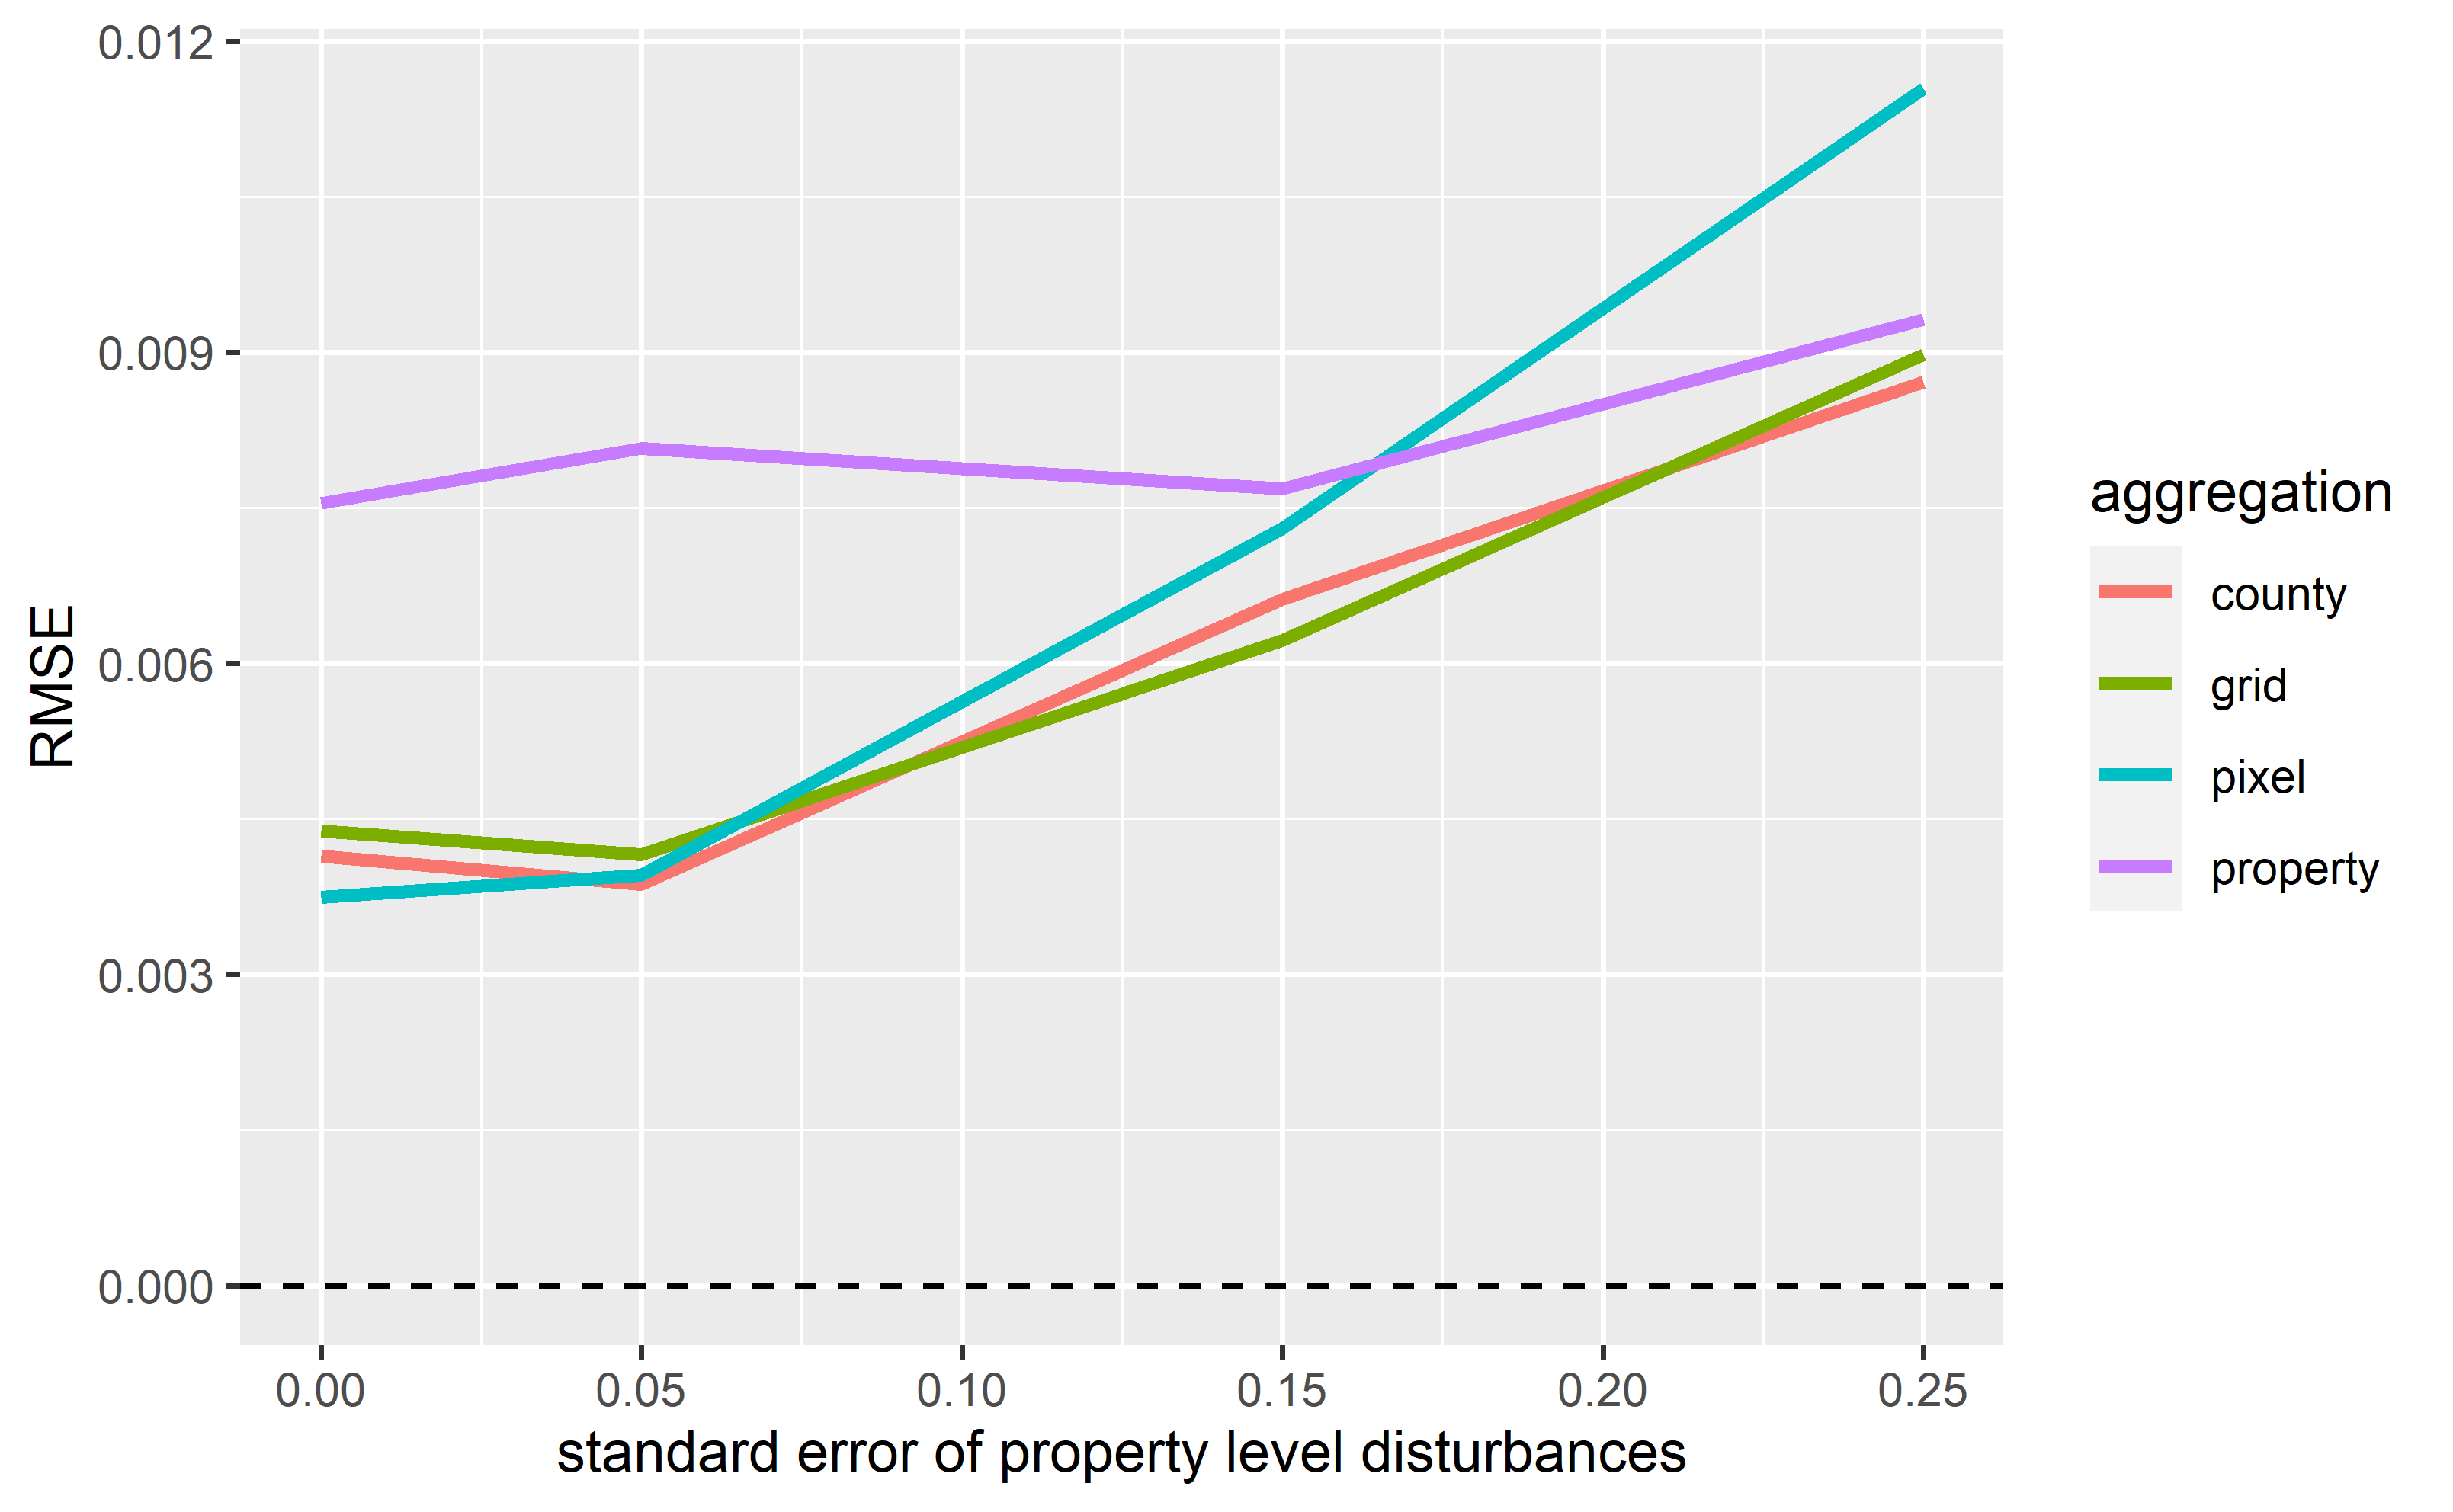 0.012
0.009
0.006
0.003
0.000
RMSE
0.00 0.05 0.10 0.15 0.20 0.25
standard error of property level disturbances
aggregation
county
grid
pixel
property